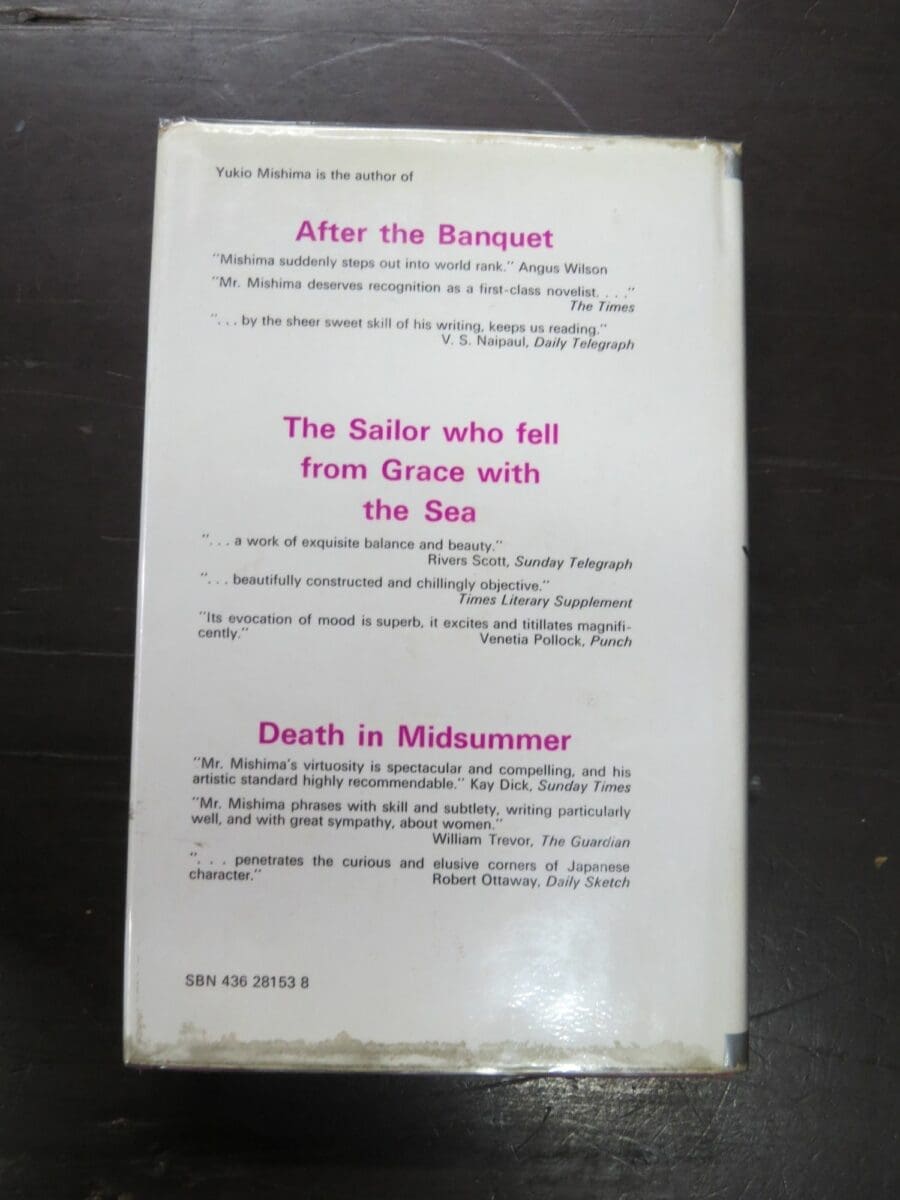 Yukio Mishima is the author of
After the Banquet
"Mishima suddenly steps out into world rank." Angus Wilson
"Mr. Mishima deserves recognition as a first-class novelist. . . ."
The Times
". . . by the sheer sweet skill of his writing, keeps us reading."
V. S. Naipaul, Daily Telegraph
The Sailor who fell
from Grace with
the Sea
". . . a work of exquisite balance and beauty."
Rivers Scott, Sunday Telegraph
". . . beautifully constructed and chillingly objective."
Times Literary Supplement
"Its evocation of mood is superb, it excites and titillates magnifi-
cently." Venetia Pollock, Punch
Death in Midsummer
"Mr. Mishima's virtuosity is spectacular and compelling, and his
artistic standard highly recommendable." Kay Dick, Sunday Times
"Mr. Mishima phrases with skill and subtlety, writing particularly
well, and with great sympathy, about women."
William Trevor, The Guardian
". . . penetrates the curious and elusive corners of Japanese
character." Robert Ottaway, Daily Sketch
SBN 436 28153 8